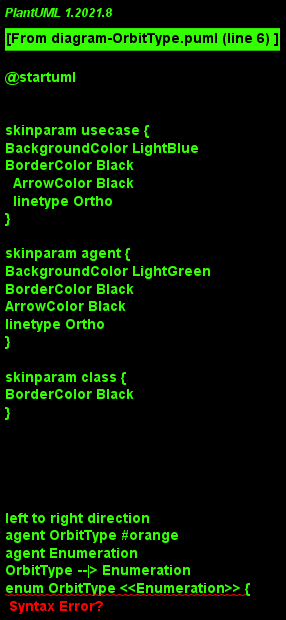 PlantUML 1.2021.8
[From diagram-OrbitType.puml (line 6) ]
@startuml
skinparam usecase {
BackgroundColor LightBlue
BorderColor Black
ArrowColor Black
linetype Ortho
}
skinparam agent {
BackgroundColor LightGreen
BorderColor Black
ArrowColor Black
linetype Ortho
}
skinparam class {
BorderColor Black
}
left to right direction
agent OrbitType #orange
agent Enumeration
OrbitType --|> Enumeration
enum OrbitType <<Enumeration>> {
Syntax Error?